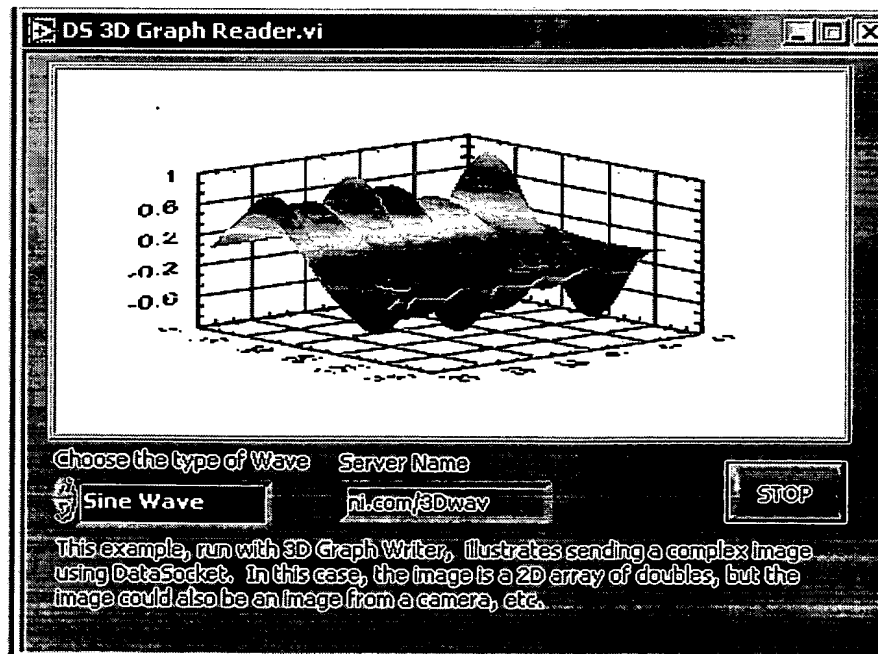 DS 3D Graph Reader.vi
1
0.6
0.2
-0.2
-0.6
Choose the type of Wave Server Name
Sine Wave ni.com/3Dwav STOP
This example, run with 3D Graph Writer, illustrates sending a complex image
using DataSocket. In this case, the image is a 2D array of doubles, but the
image could also be an image from a camera, etc.